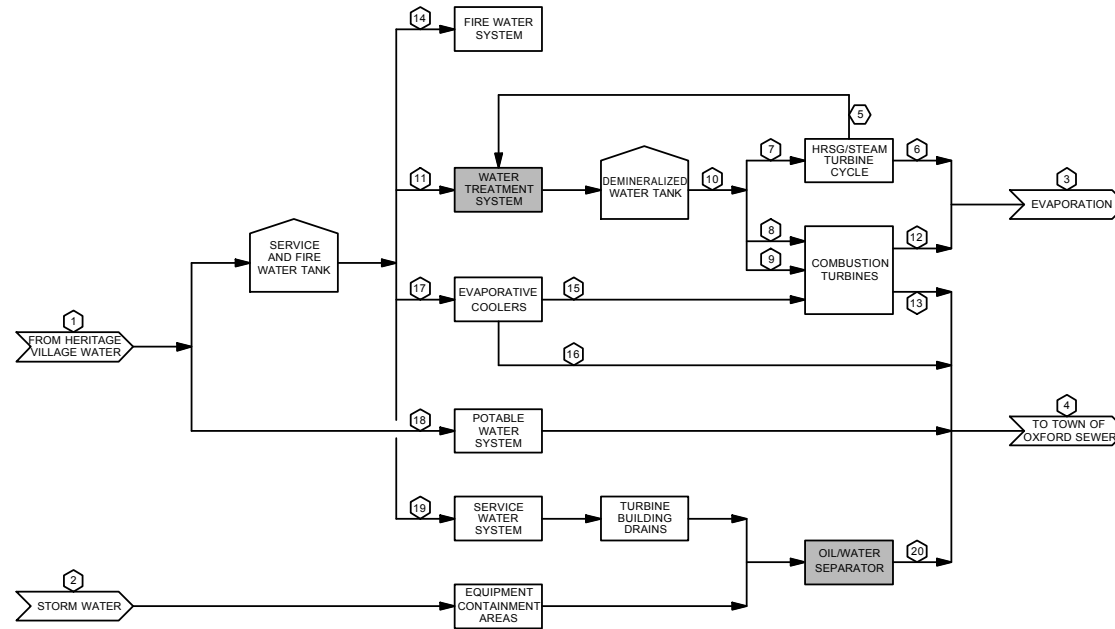 14
FIRE WATER
SYSTEM
5
11
WATER
TREATMENT
SYSTEM
DEMINERALIZED
WATER TANK
10
7
HRSG/STEAM
TURBINE
CYCLE
6
3
EVAPORATION
8
9
COMBUSTION
TURBINES
12
13
SERVICE
AND FIRE
WATER TANK
17
EVAPORATIVE
COOLERS
15
16
1
FROM HERITAGE
VILLAGE WATER
18
POTABLE
WATER
SYSTEM
4
TO TOWN OF
OXFORD SEWER
19
SERVICE
WATER
SYSTEM
TURBINE
BUILDING
DRAINS
OIL/WATER
SEPARATOR
20
2
STORM WATER
EQUIPMENT
CONTAINMENT
AREAS